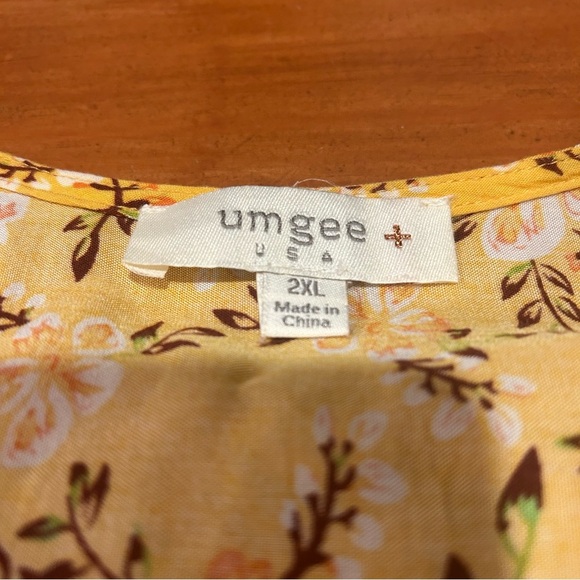 umgee +
USA
2XL
Made in
China